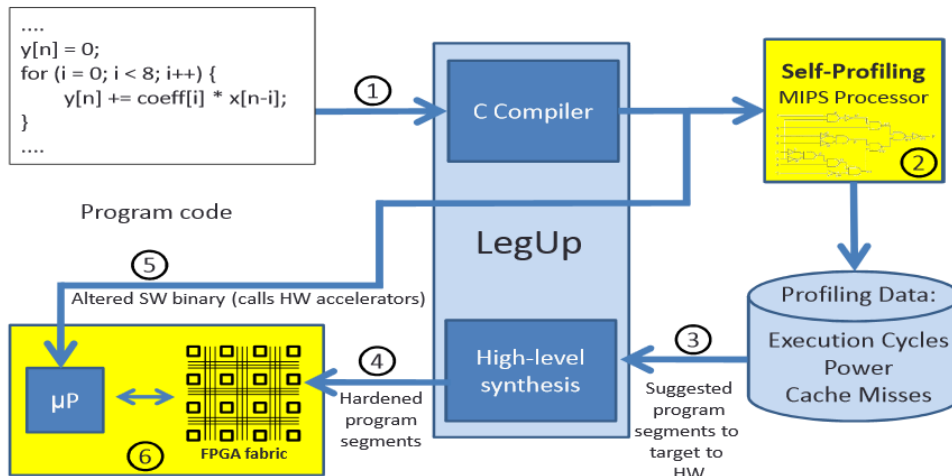 ....
y[n] = 0;
for (i = 0; i < 8; i++) {
y[n] += coeff[i] * x[n-i];
}
....
Program code
1
C Compiler
LegUp
High-level
synthesis
Self-Profiling
MIPS Processor
2
Profiling Data:
Execution Cycles
Power
Cache Misses
3
Suggested
program
segments to
target to
HW
4
Hardened
program
segments
5
Altered SW binary (calls HW accelerators)
µP
FPGA fabric
6